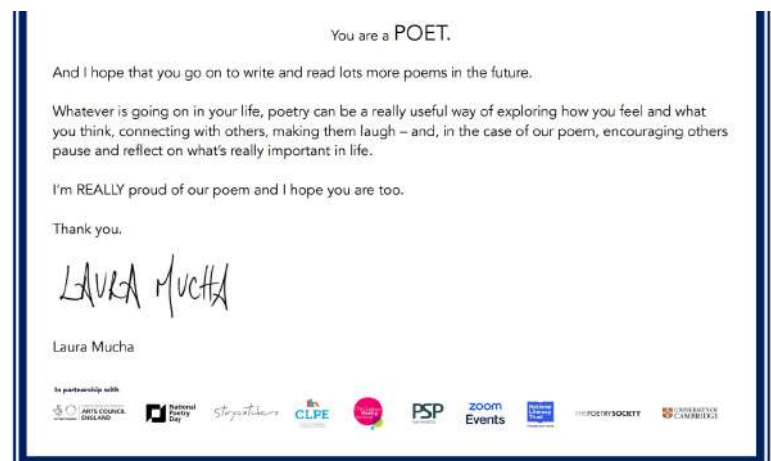 You are a POET.
And I hope that you go on to write and read lots more poems in the future.
Whatever is going on in your life, poetry can be a really useful way of exploring how you feel and what
you think, connecting with others, making them laugh – and, in the case of our poem, encouraging others
pause and reflect on what's really important in life.
I'm REALLY proud of our poem and I hope you are too.
Thank you.
LAURA MUCHA
Laura Mucha
In partnership with
ARTS COUNCIL
ENGLAND
National
Poetry
Day
Storycatchers
CLPE
PSP
zoom
Events
National
Literacy
Trust
THE POETRY SOCIETY
UNIVERSITY OF
CAMBRIDGE